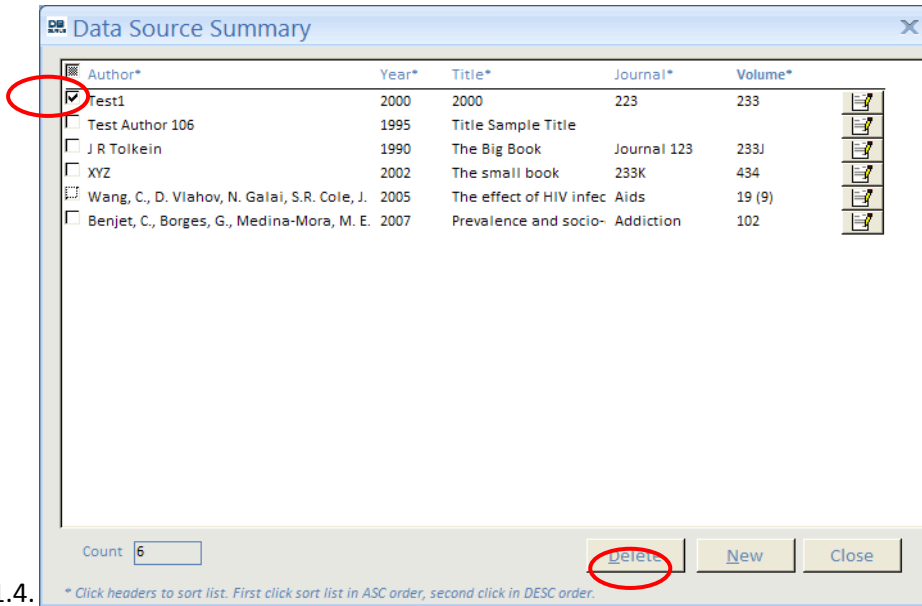 Data Source Summary
Author* Year* Title* Journal* Volume*
Test1 2000 2000 223 233
Test Author 106 1995 Title Sample Title
J R Tolkein 1990 The Big Book Journal 123 233J
XYZ 2002 The small book 233K 434
Wang, C., D. Vlahov, N. Galai, S.R. Cole, J. 2005 The effect of HIV infec Aids 19 (9)
Benjet, C., Borges, G., Medina-Mora, M. E. 2007 Prevalence and socio- Addiction 102
Count 6 Delete New Close
* Click headers to sort list. First click sort list in ASC order, second click in DESC order.
1.4.